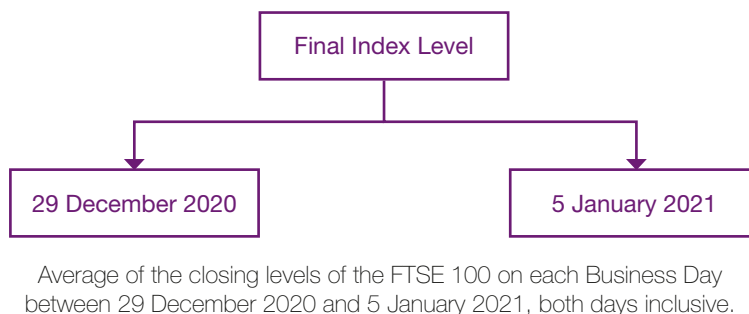 Final Index Level
29 December 2020
5 January 2021
Average of the closing levels of the FTSE 100 on each Business Day
between 29 December 2020 and 5 January 2021, both days inclusive.